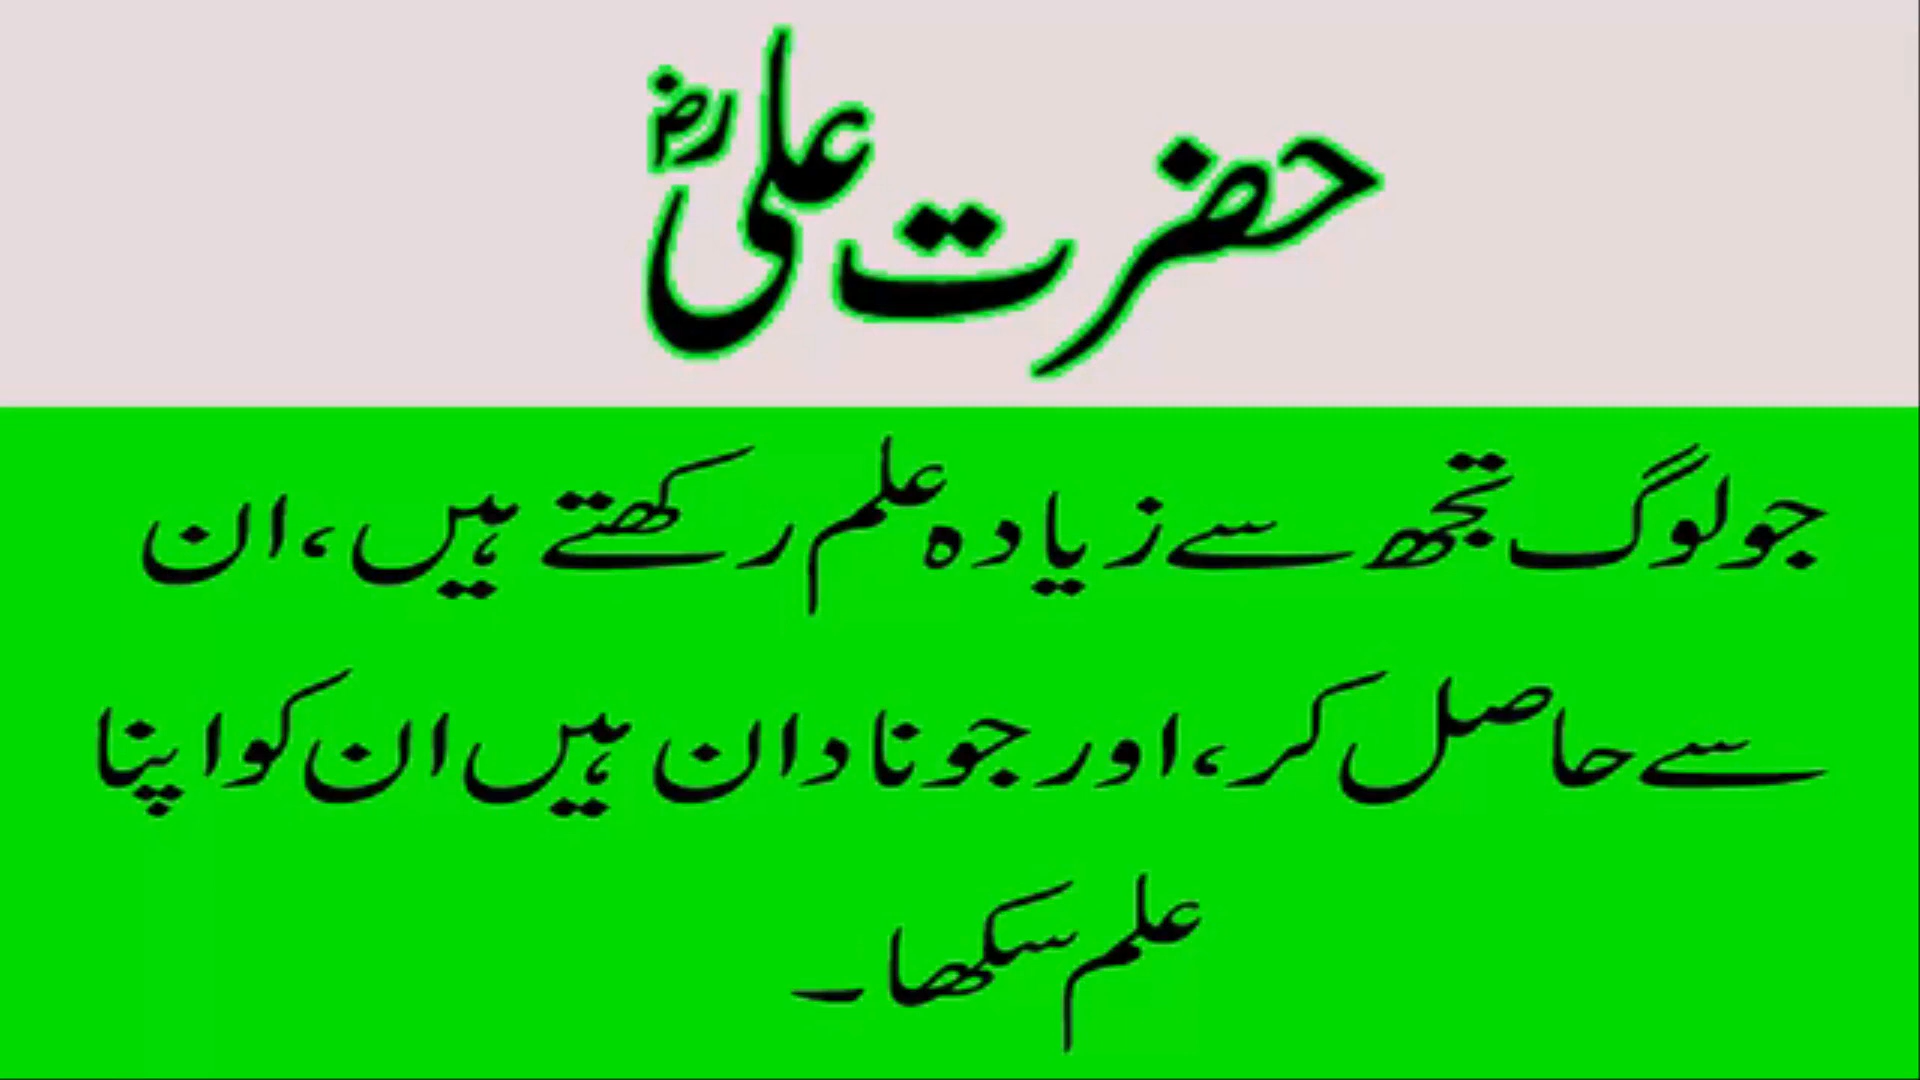 حضرت علیؓ
جو لوگ تجھ سے زیادہ علم رکھتے ہیں، ان
سے حاصل کر، اور جو نادان ہیں ان کو اپنا
علم سکھا۔